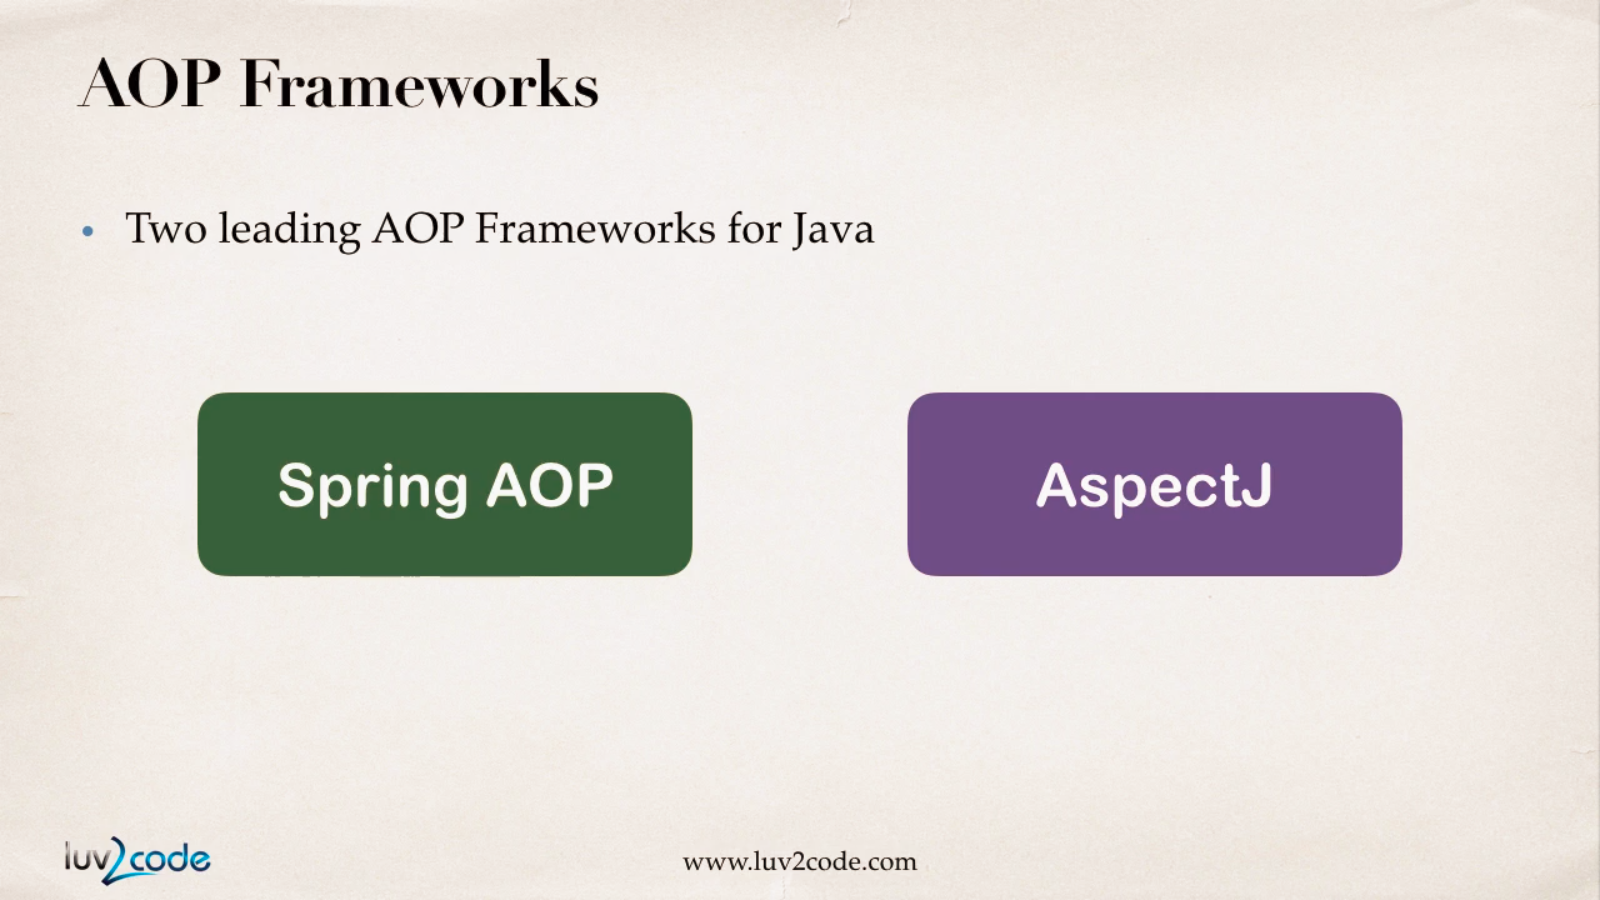 AOP Frameworks
• Two leading AOP Frameworks for Java
Spring AOP
AspectJ
luv2code
www.luv2code.com